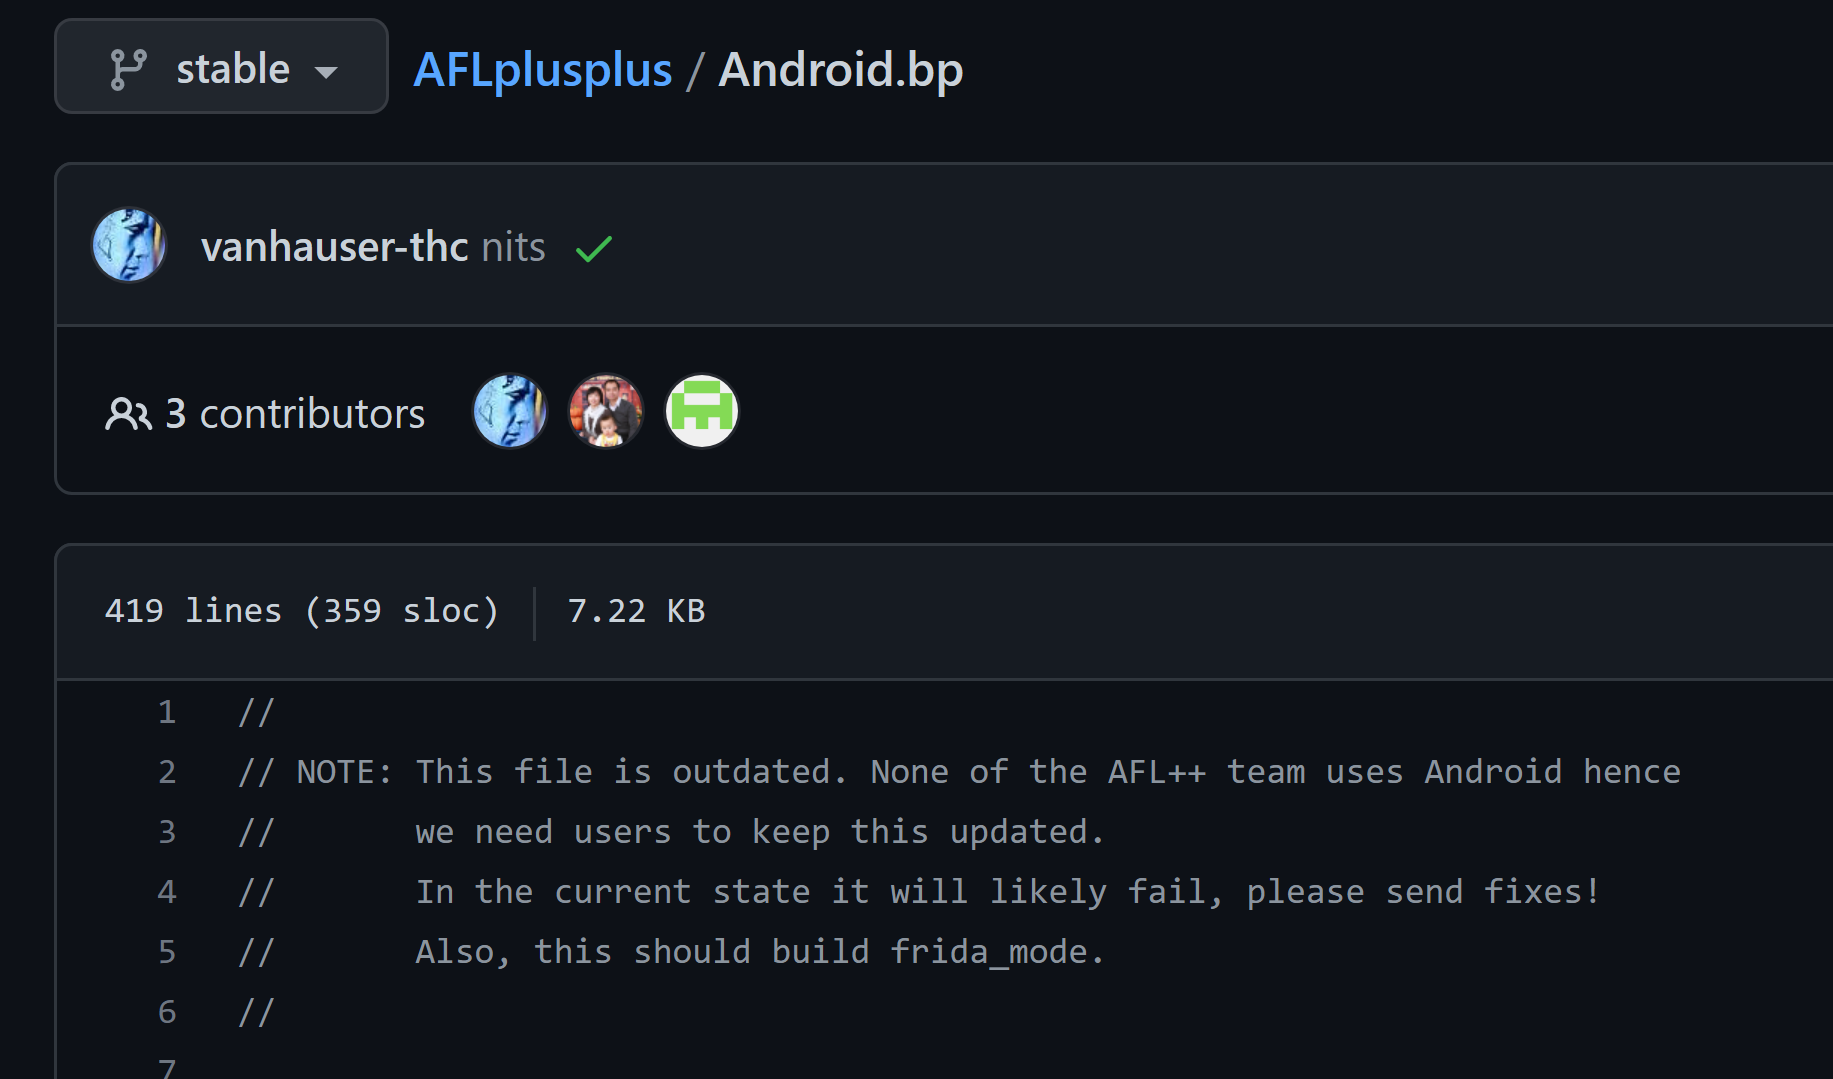 stable AFLplusplus / Android.bp
vanhauser-thc nits
3 contributors
419 lines (359 sloc) 7.22 KB
1 //
2 // NOTE: This file is outdated. None of the AFL++ team uses Android hence
3 // we need users to keep this updated.
4 // In the current state it will likely fail, please send fixes!
5 // Also, this should build frida_mode.
6 //
7